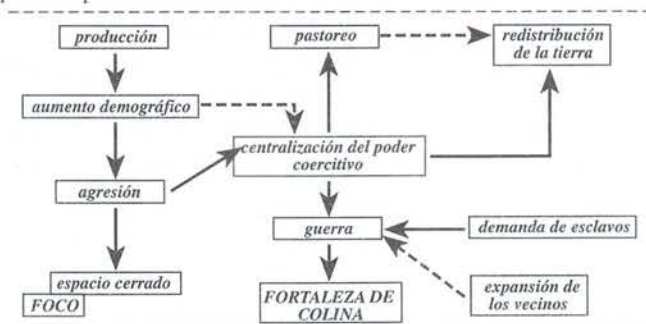 producción
pastoreo
redistribución
de la tierra
aumento demográfico
centralización del poder
coercitivo
agresión
guerra
demanda de esclavos
espacio cerrado
FOCO
FORTALEZA DE
COLINA
expansión de
los vecinos